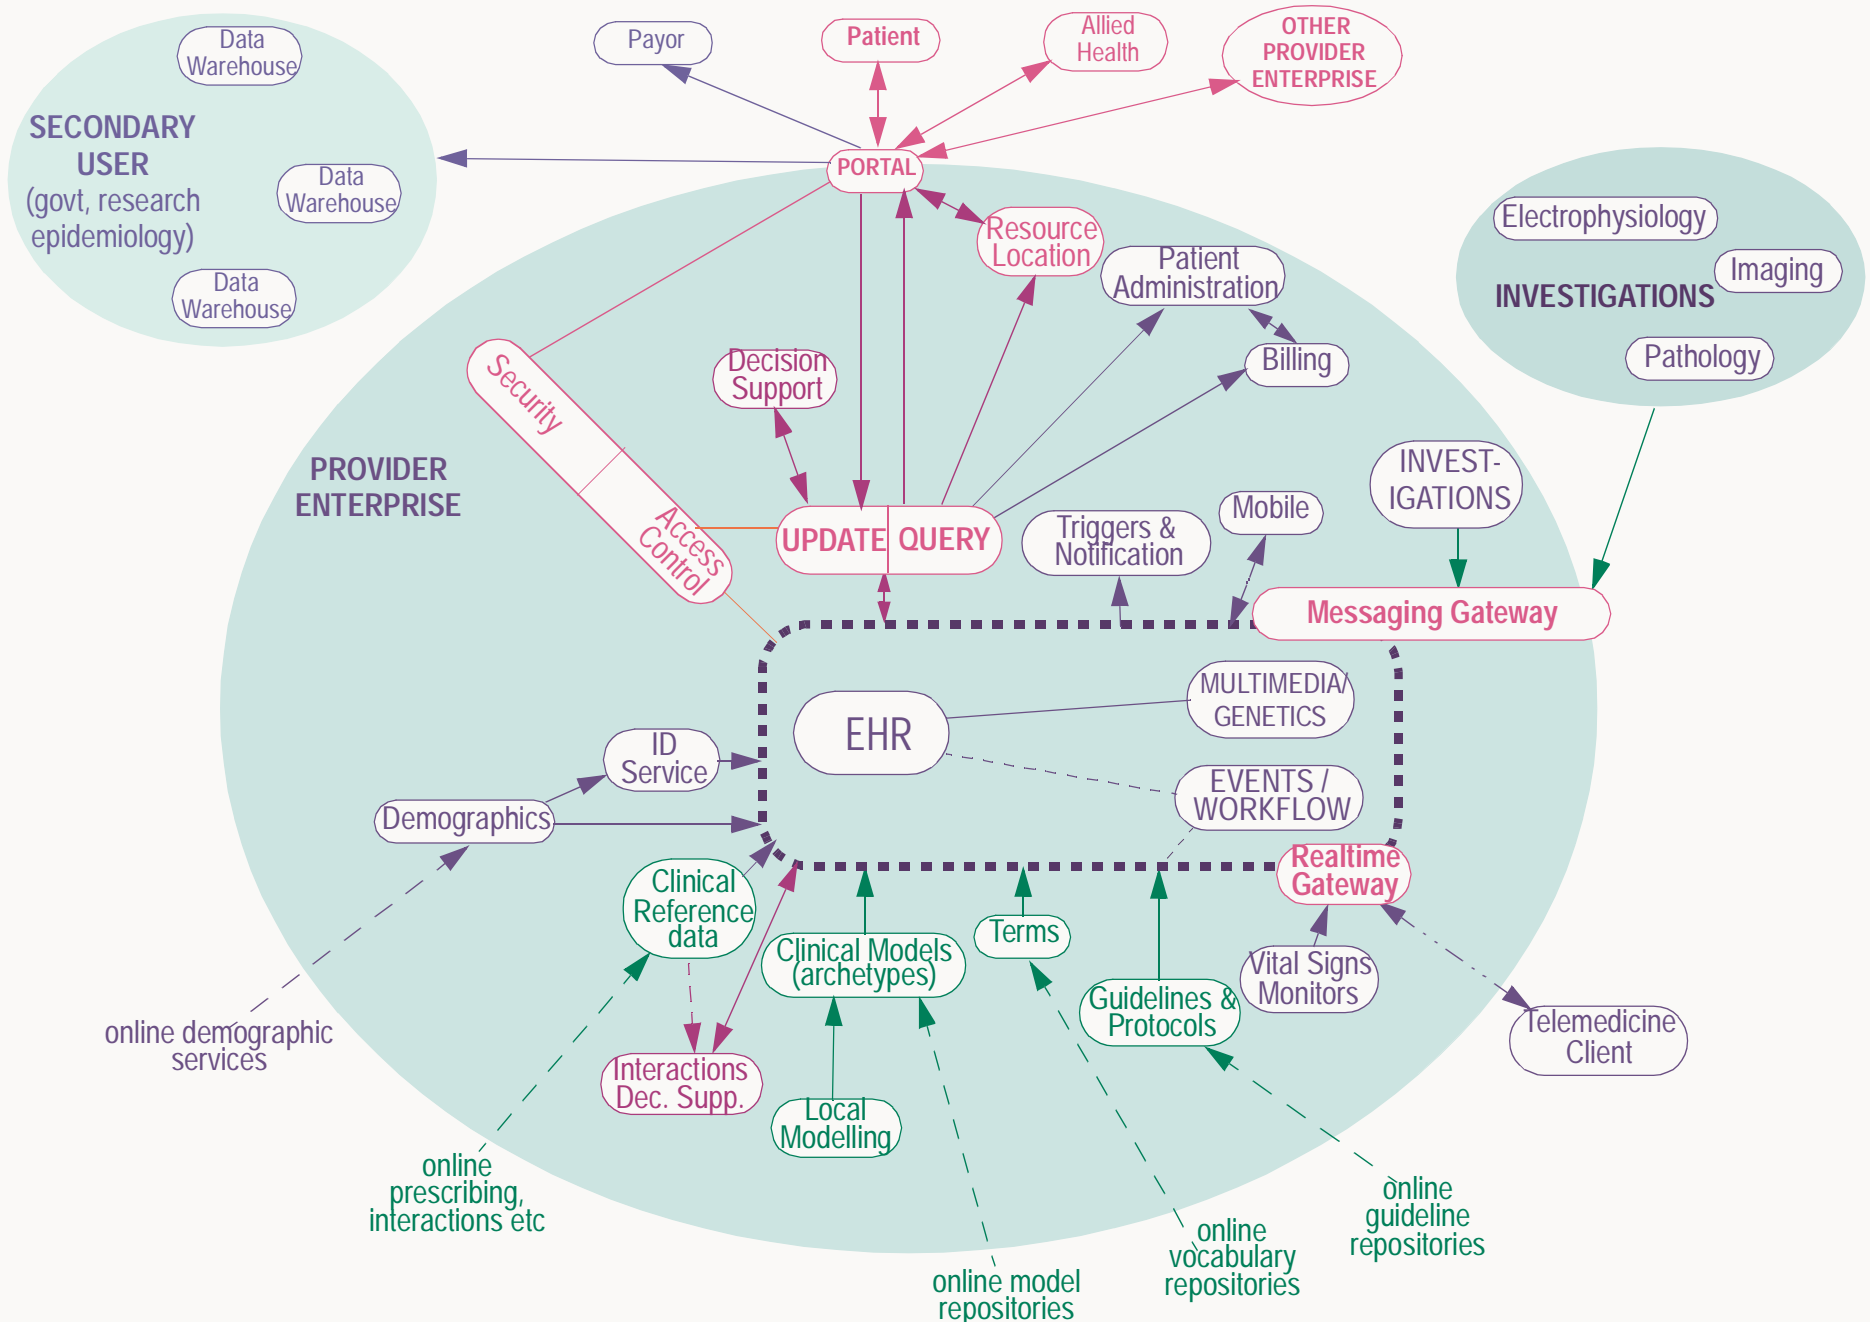 Data
Warehouse
Payor
Patient
Allied
Health
OTHER
PROVIDER
ENTERPRISE
SECONDARY
USER
(govt, research
epidemiology)
Data
Warehouse
Data
Warehouse
PORTAL
Resource
Location
Patient
Administration
Billing
Electrophysiology
Imaging
INVESTIGATIONS
Pathology
Security
Access
Control
Decision
Support
PROVIDER
ENTERPRISE
UPDATE
QUERY
Triggers &
Notification
Mobile
INVEST-
IGATIONS
Messaging Gateway
EHR
MULTIMEDIA/
GENETICS
EVENTS /
WORKFLOW
ID
Service
Demographics
Realtime
Gateway
Clinical
Reference
data
Clinical Models
(archetypes)
Terms
Guidelines &
Protocols
Vital Signs
Monitors
Telemedicine
Client
online demographic
services
Interactions
Dec. Supp.
Local
Modelling
online
prescribing,
interactions etc
online model
repositories
online
vocabulary
repositories
online
guideline
repositories